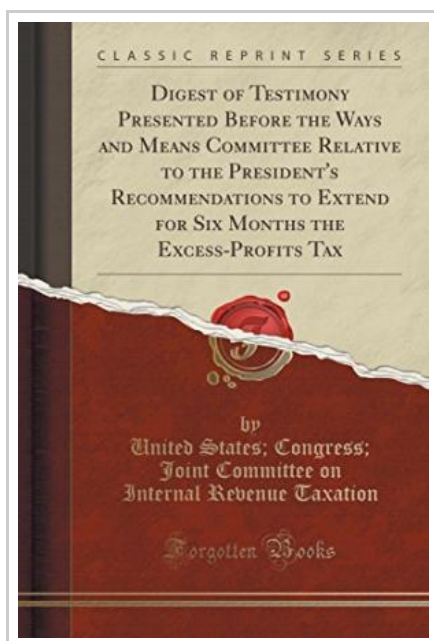 CLASSIC REPRINT SERIES
DIGEST OF TESTIMONY
PRESENTED BEFORE THE WAYS
AND MEANS COMMITTEE RELATIVE
TO THE PRESIDENT'S
RECOMMENDATIONS TO EXTEND
FOR SIX MONTHS THE
EXCESS-PROFITS TAX
by
United States; Congress;
Joint Committee on
Internal Revenue Taxation
Forgotten Books